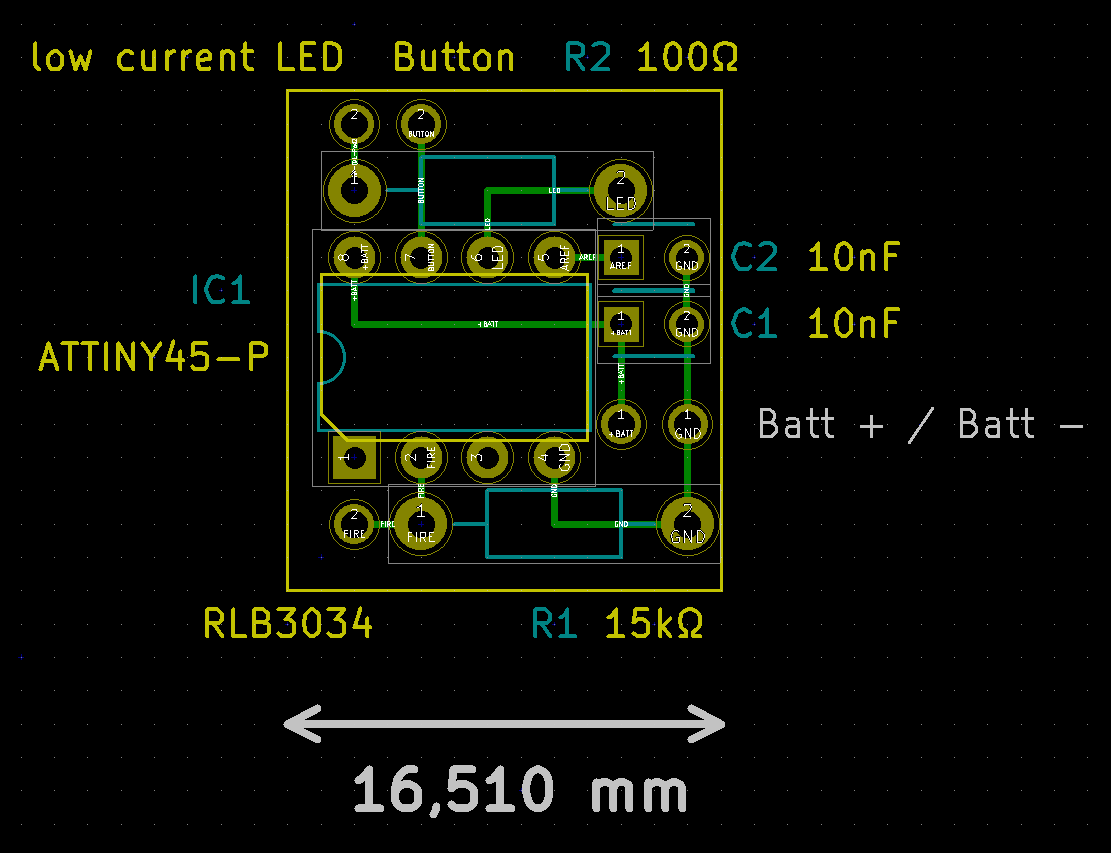 low current LED Button R2 100Ω
2 2
BUTTON
1 BUTTON 2
LED LED
LED
8 +BATT 7 BUTTON 6 LED 5 AREF AREF 1 AREF 2 GND C2 10nF
IC1 +BATT GND
+BATT 1 +BATT 2 GND C1 10nF
ATTINY45-P +BATT
1 +BATT 1 GND Batt + / Batt -
1 2 FIRE 3 4 GND
FIRE GND
2 FIRE FIRE 1 FIRE GND 2 GND
RLB3034 R1 15kΩ
16,510 mm